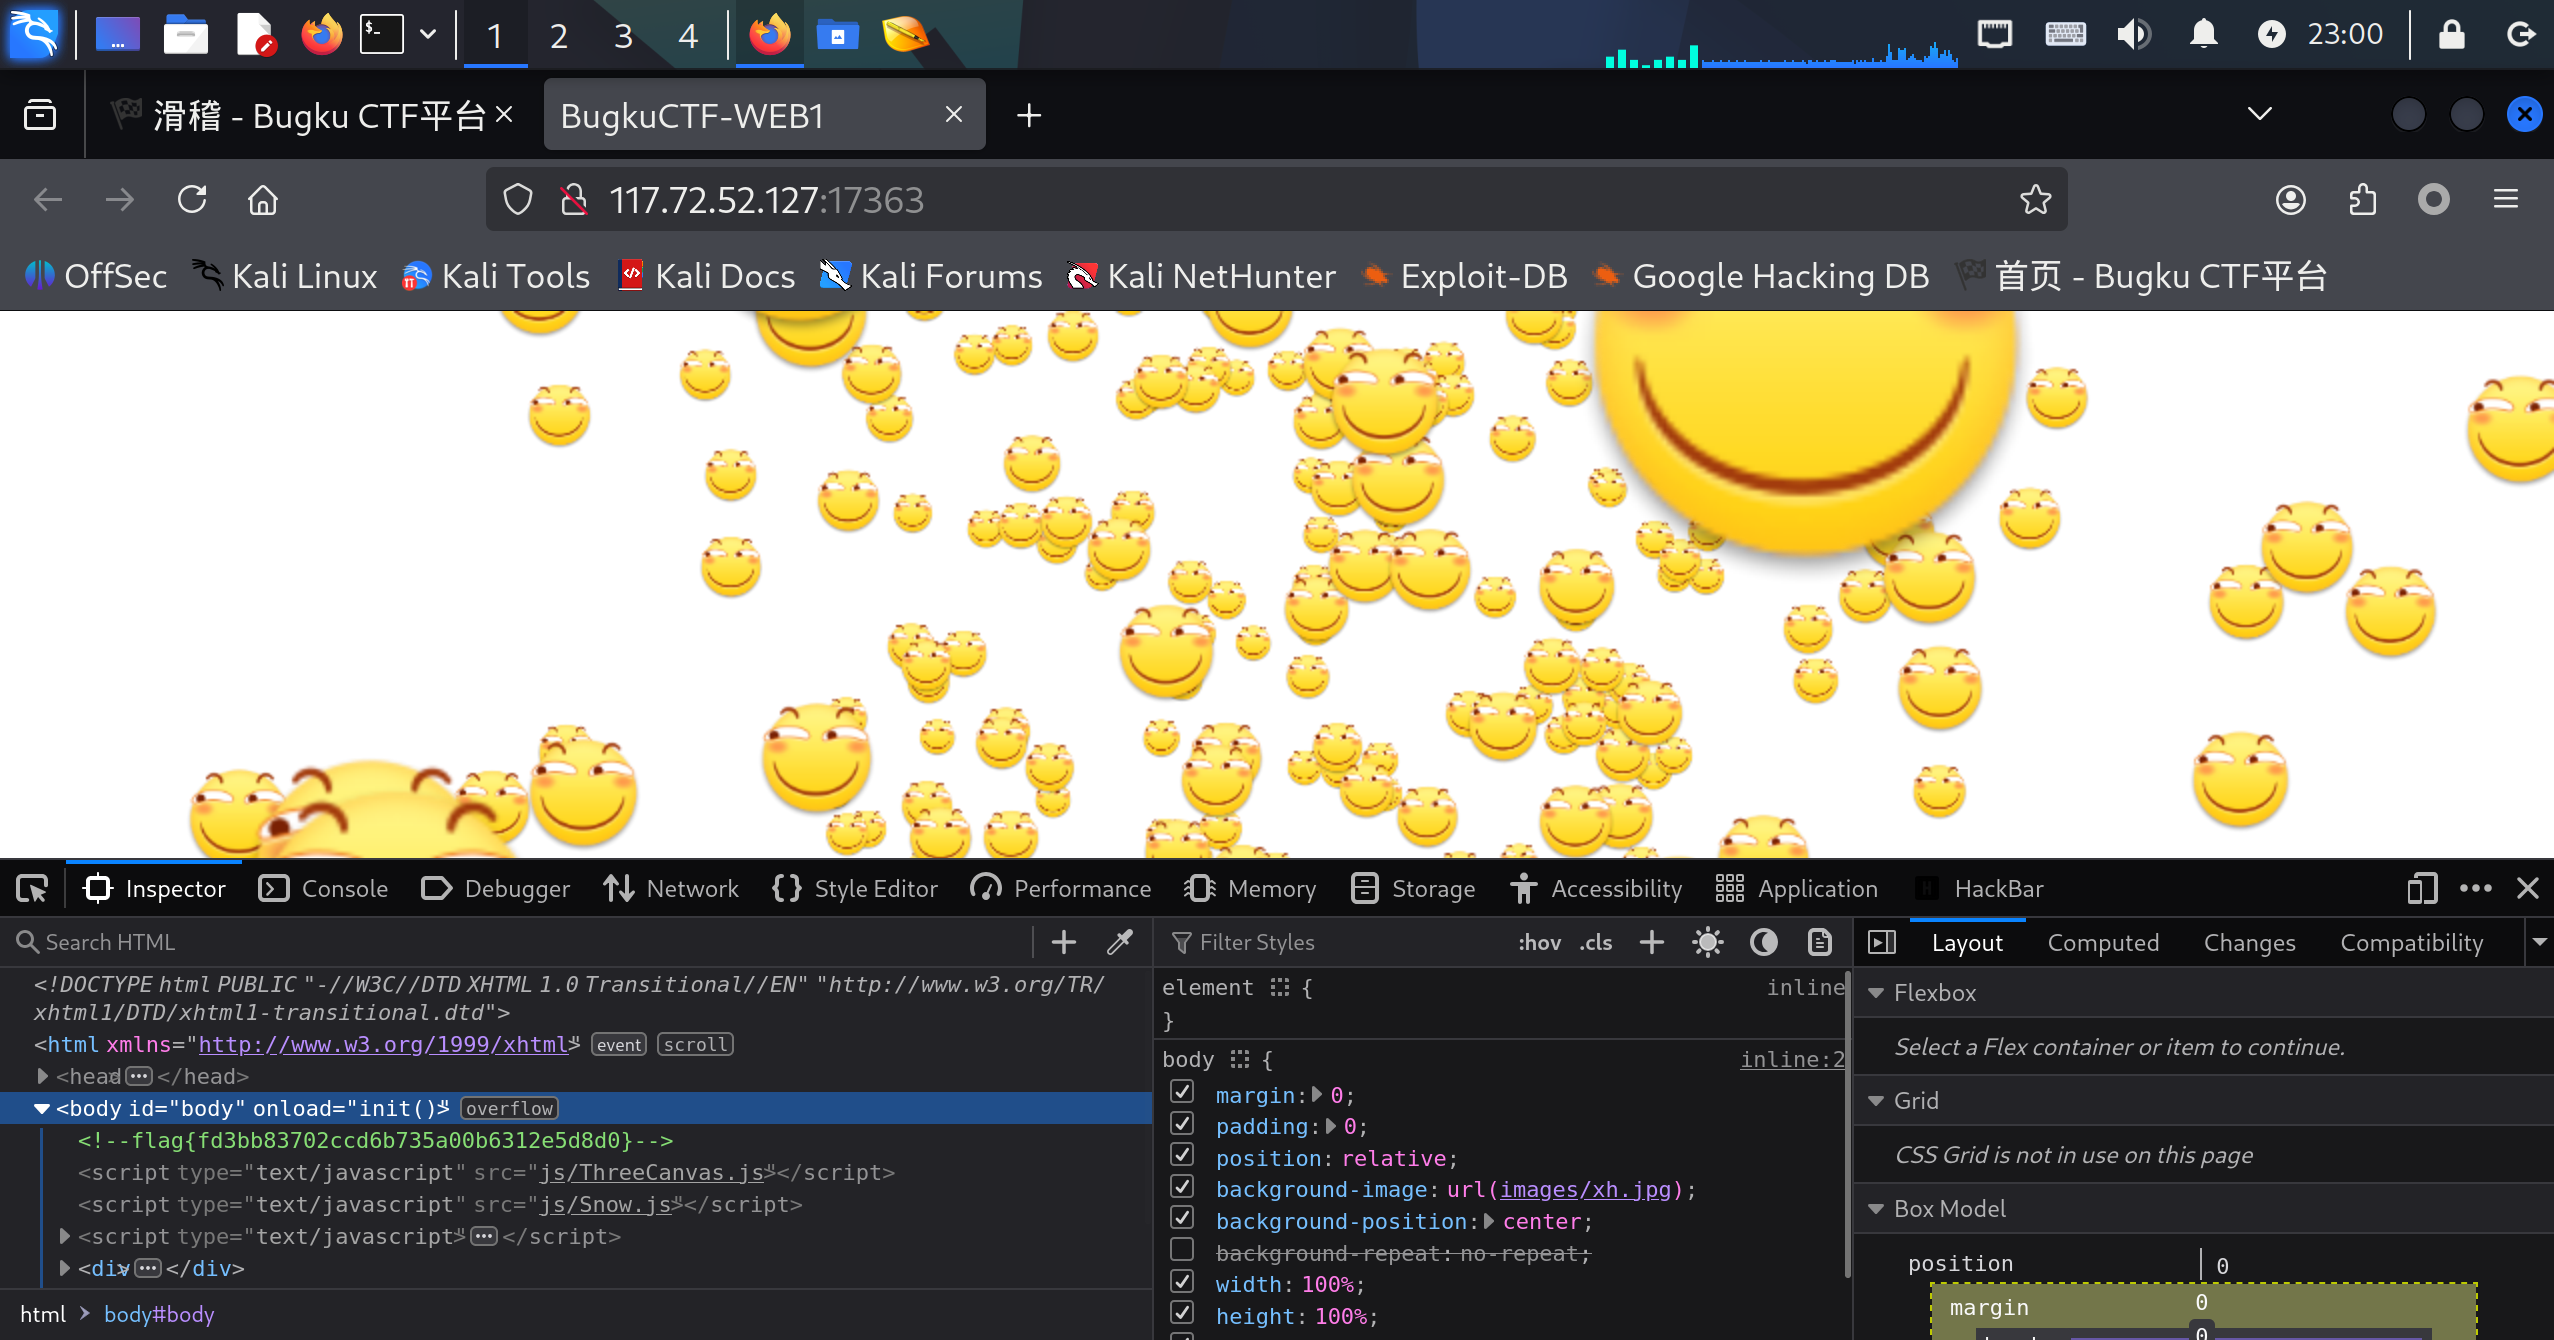 1 2 3 4 23:00
滑稽 - Bugku CTF平台 BugkuCTF-WEB1
117.72.52.127:17363
OffSec Kali Linux Kali Tools Kali Docs Kali Forums Kali NetHunter Exploit-DB Google Hacking DB 首页 - Bugku CTF平台
Inspector Console Debugger Network Style Editor Performance Memory Storage Accessibility Application HackBar
Search HTML
Filter Styles :hov .cls
Layout Computed Changes Compatibility
<!DOCTYPE html PUBLIC "-//W3C//DTD XHTML 1.0 Transitional//EN" "http://www.w3.org/TR/
xhtml1/DTD/xhtml1-transitional.dtd">
<html xmlns="http://www.w3.org/1999/xhtml"> event scroll
<head> ··· </head>
<body id="body" onload="init()"> overflow
<!--flag{fd3bb83702ccd6b735a00b6312e5d8d0}-->
<script type="text/javascript" src="js/ThreeCanvas.js"></script>
<script type="text/javascript" src="js/Snow.js"></script>
<script type="text/javascript"> ··· </script>
<div> ··· </div>
html body#body
element { inline
}
body { inline:2
margin: 0;
padding: 0;
position: relative;
background-image: url(images/xh.jpg);
background-position: center;
background-repeat: no-repeat;
width: 100%;
height: 100%;
Flexbox
Select a Flex container or item to continue.
Grid
CSS Grid is not in use on this page
Box Model
position 0
margin 0
0